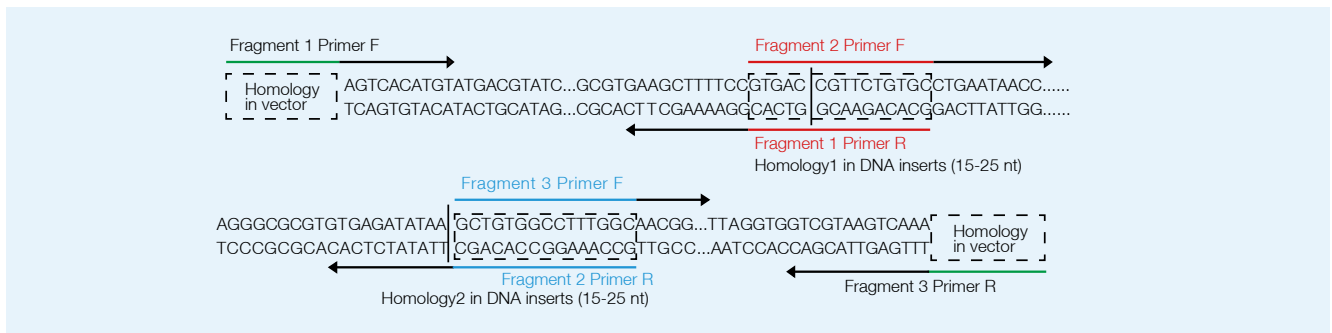 Fragment 1 Primer F
Fragment 2 Primer F
Homology
in vector
AGTCACATGTATGACGTATC...GCGTGAAGCTTTTCCGTGAC CGTTCTGTGCCTGAATAACC......
TCAGTGTACATACTGCATAG...CGCACTTCGAAAAGGCACTG GCAAGACACGGACTTATTGG......
Fragment 1 Primer R
Homology1 in DNA inserts (15-25 nt)
Fragment 3 Primer F
AGGGCGCGTGTGAGATATAA GCTGTGGCCTTTGGCAACGG...TTAGGTGGTCGTAAGTCAAA
TCCCGCGCACACTCTATATT CGACACCGGAAACCGTTGCC...AATCCACCAGCATTGAGTTT
Homology
in vector
Fragment 2 Primer R
Homology2 in DNA inserts (15-25 nt)
Fragment 3 Primer R